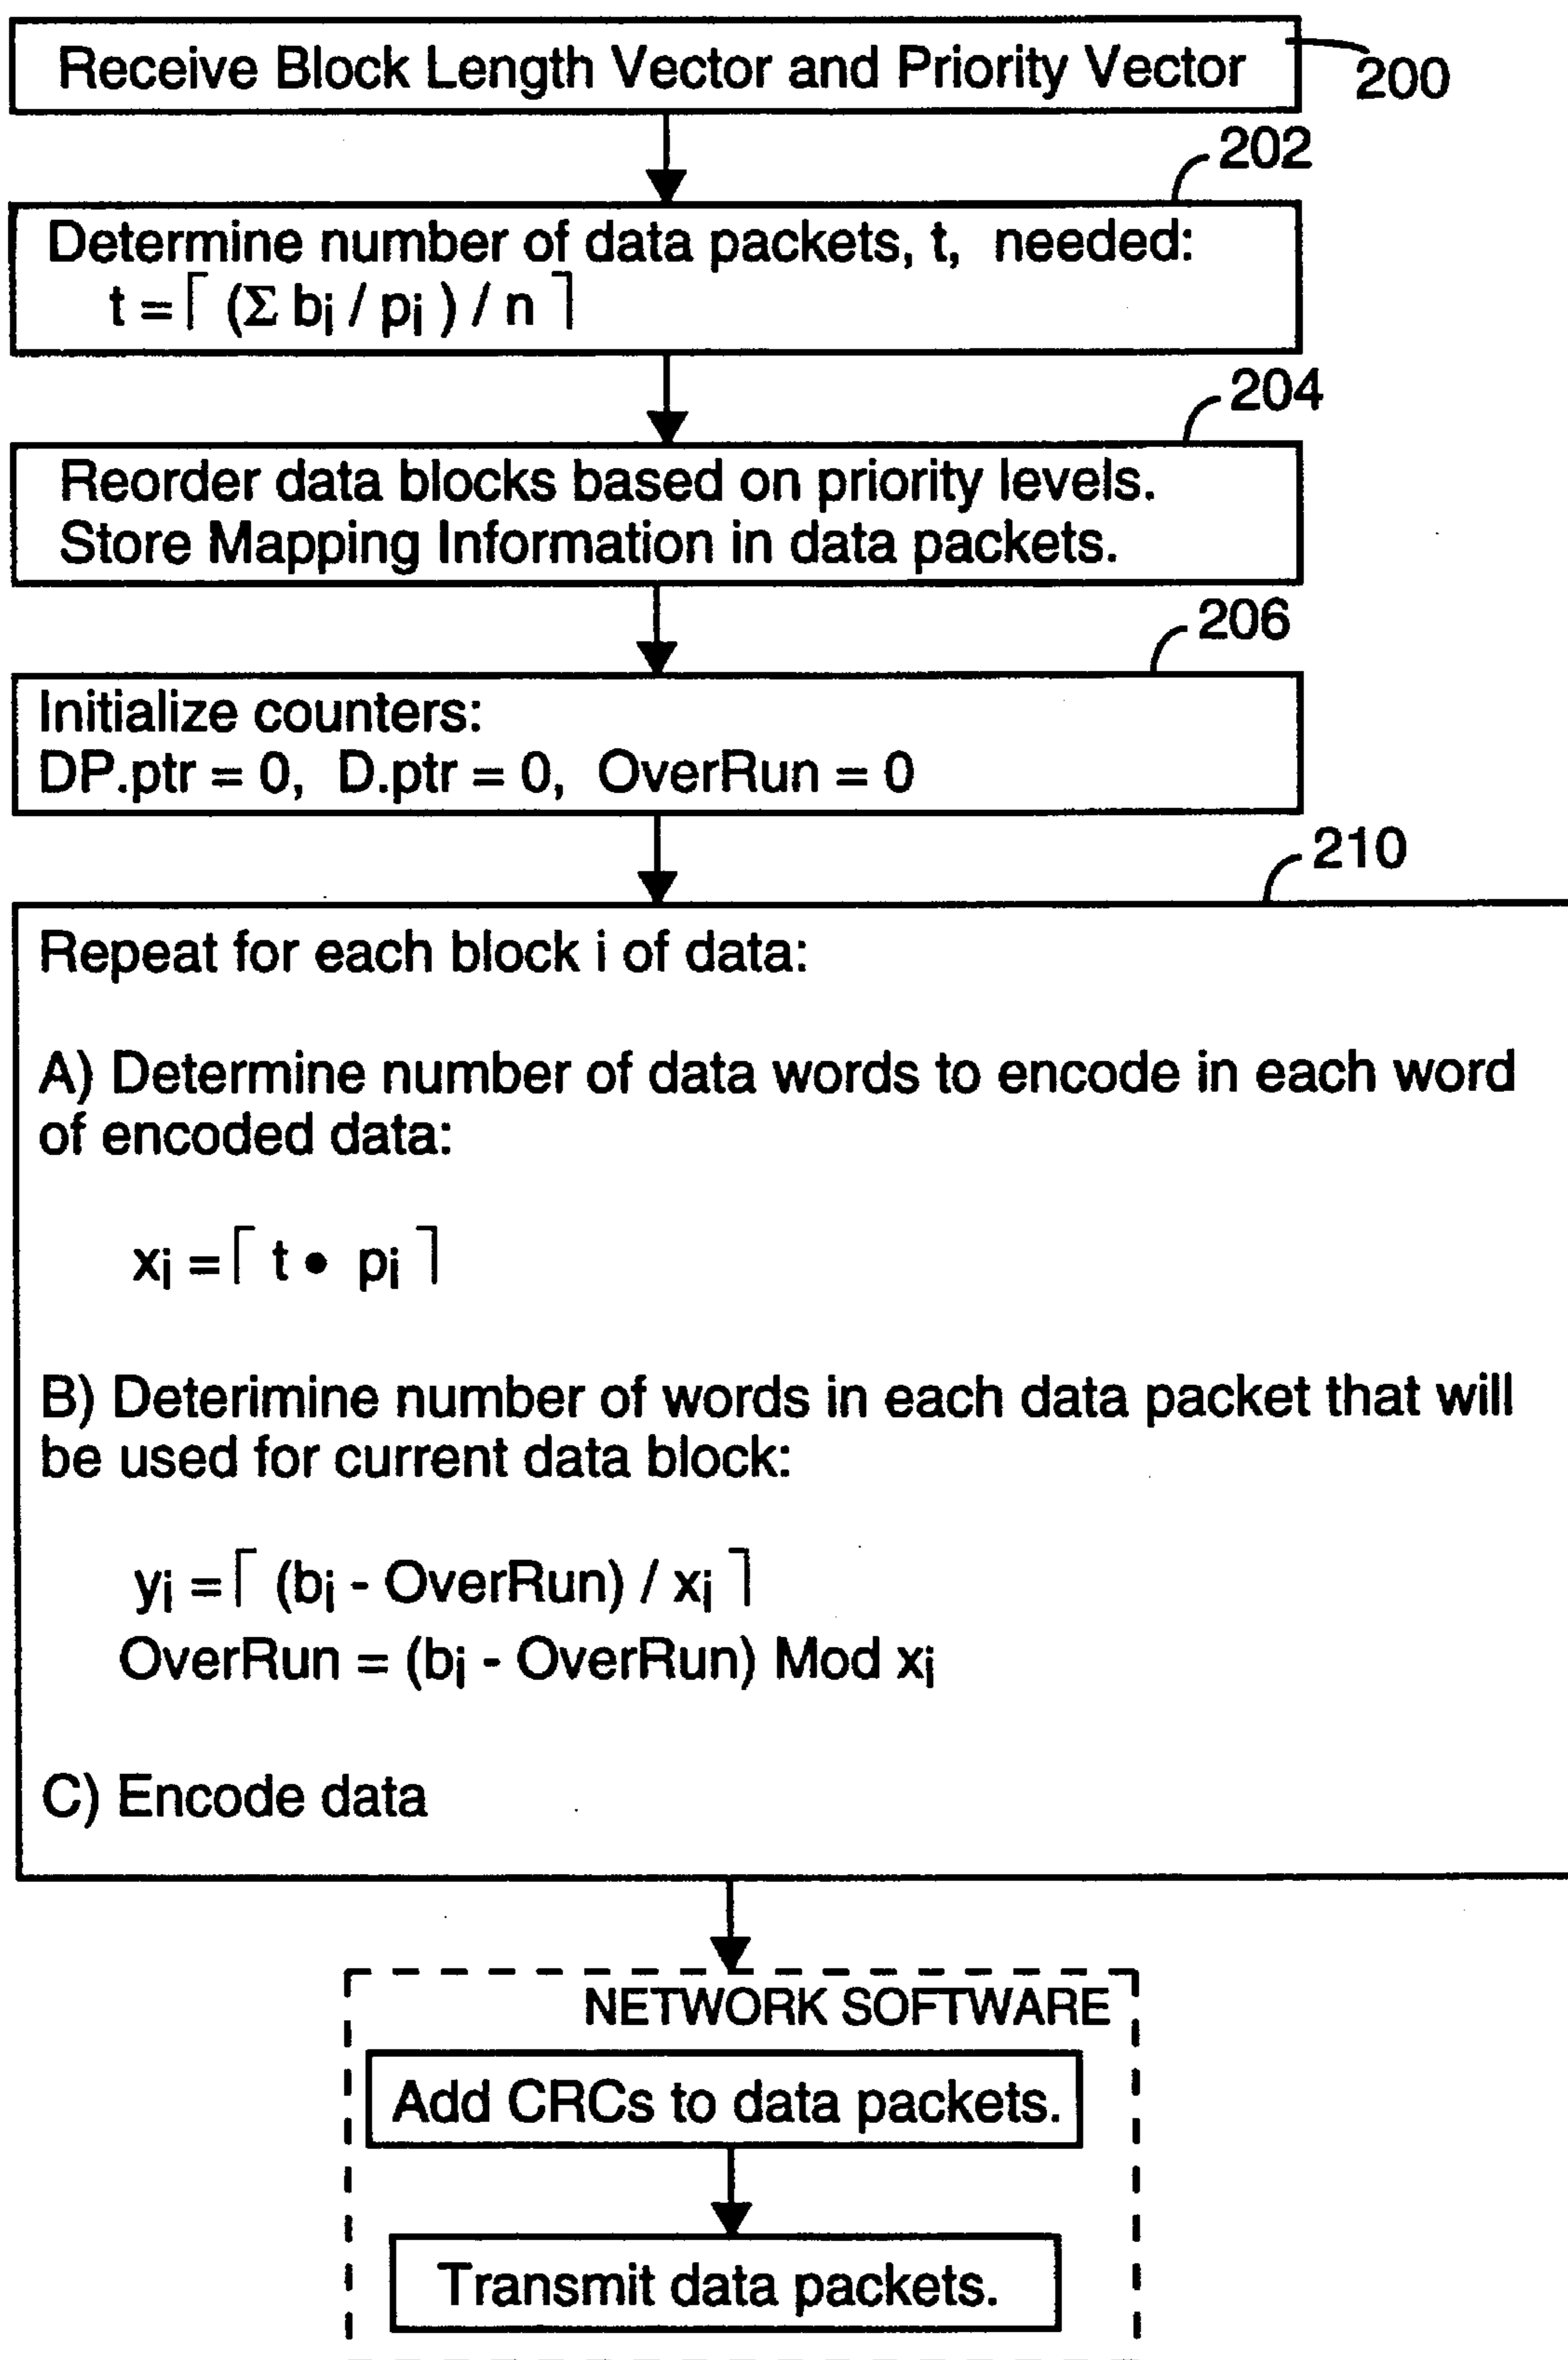 Receive Block Length Vector and Priority Vector
200
202
Determine number of data packets, t, needed:
t = ⌈ (Σ bi / pi ) / n ⌉
204
Reorder data blocks based on priority levels.
Store Mapping Information in data packets.
206
Initialize counters:
DP.ptr = 0, D.ptr = 0, OverRun = 0
210
Repeat for each block i of data:
A) Determine number of data words to encode in each word
of encoded data:
xi = ⌈ t • pi ⌉
B) Deterimine number of words in each data packet that will
be used for current data block:
yi = ⌈ (bi - OverRun) / xi ⌉
OverRun = (bi - OverRun) Mod xi
C) Encode data
NETWORK SOFTWARE
Add CRCs to data packets.
Transmit data packets.